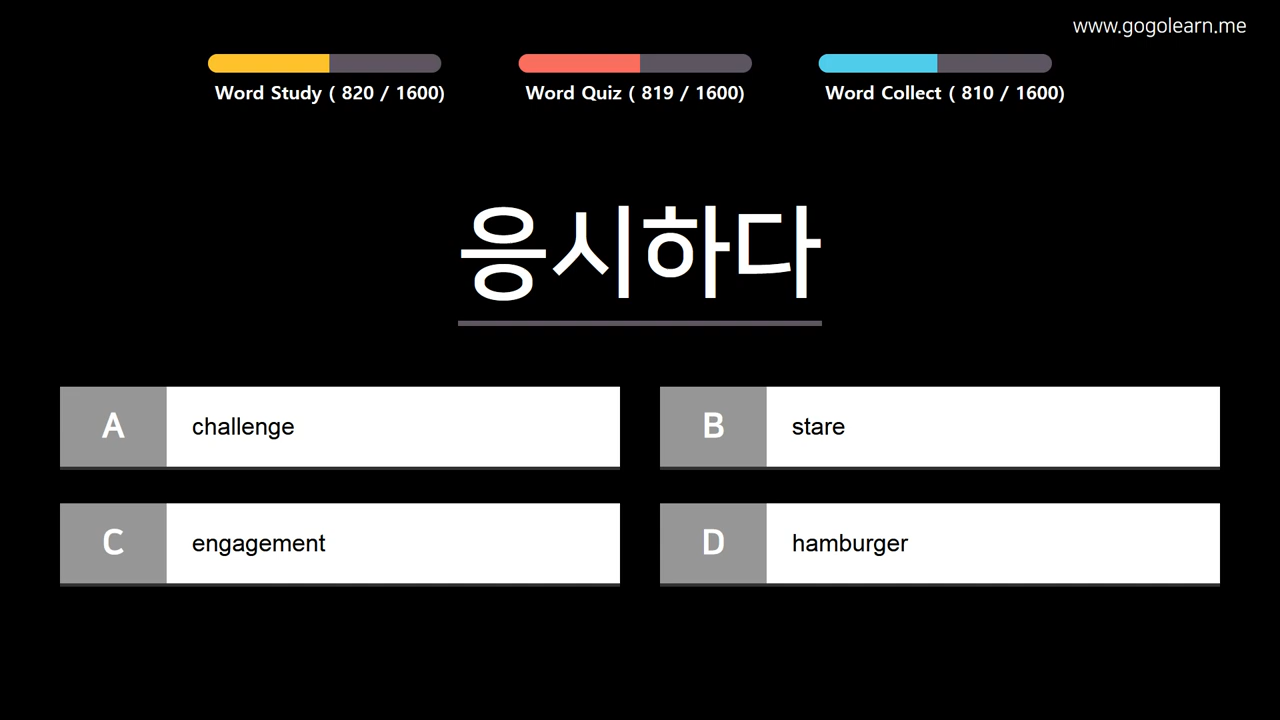 www.gogolearn.me
Word Study ( 820 / 1600)
Word Quiz ( 819 / 1600)
Word Collect ( 810 / 1600)
응시하다
A challenge
B stare
C engagement
D hamburger